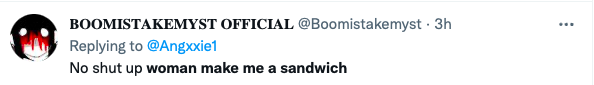 BOOMISTAKEMYST OFFICIAL @Boomistakemyst · 3h
Replying to @Angxxie1
No shut up woman make me a sandwich